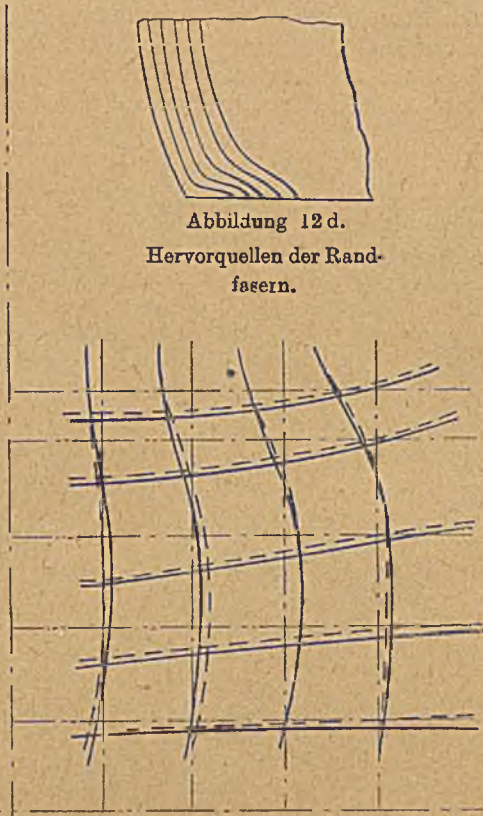 Abbildung 12 d.
Hervorquellen der Rand-
fasern.